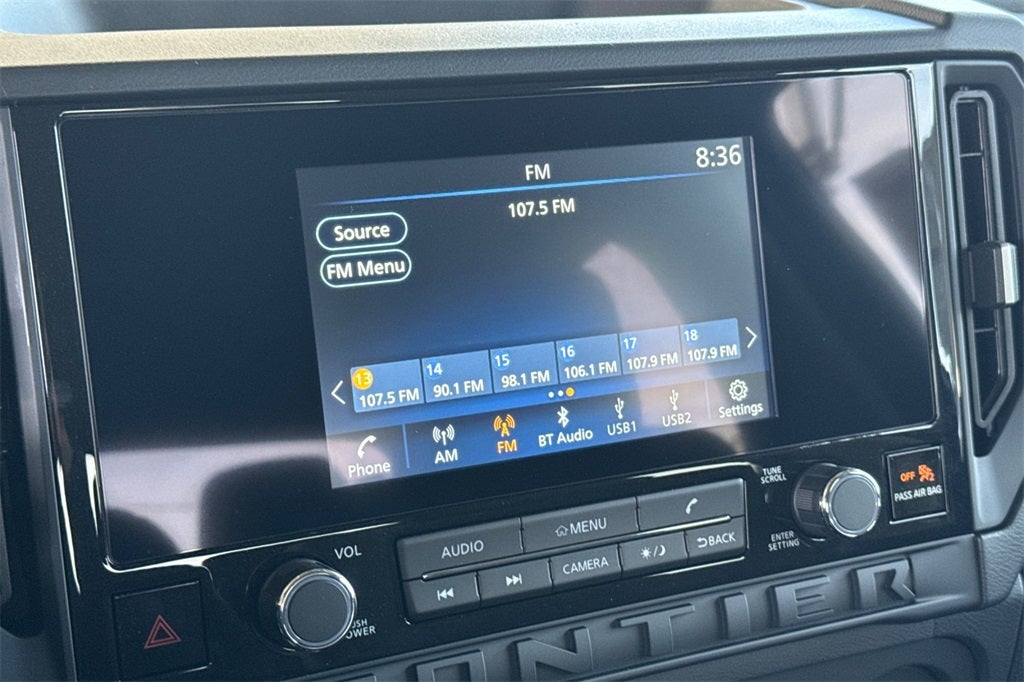 FM
8:36
107.5 FM
Source
FM Menu
13 14 15 16 17 18
107.5 FM 90.1 FM 98.1 FM 106.1 FM 107.9 FM 107.9 FM
Phone AM FM BT Audio USB1 USB2 Settings
TUNE
SCROLL
OFF 2
PASS AIR BAG
VOL
AUDIO MENU
CAMERA BACK
ENTER
SETTING